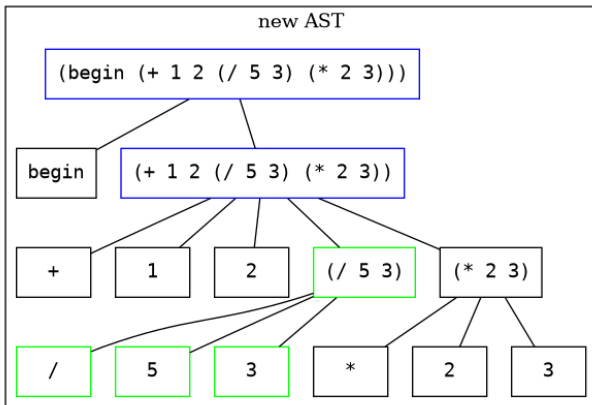 new AST
(begin (+ 1 2 (/ 5 3) (* 2 3)))
begin
(+ 1 2 (/ 5 3) (* 2 3))
+
1
2
(/ 5 3)
(* 2 3)
/
5
3
*
2
3